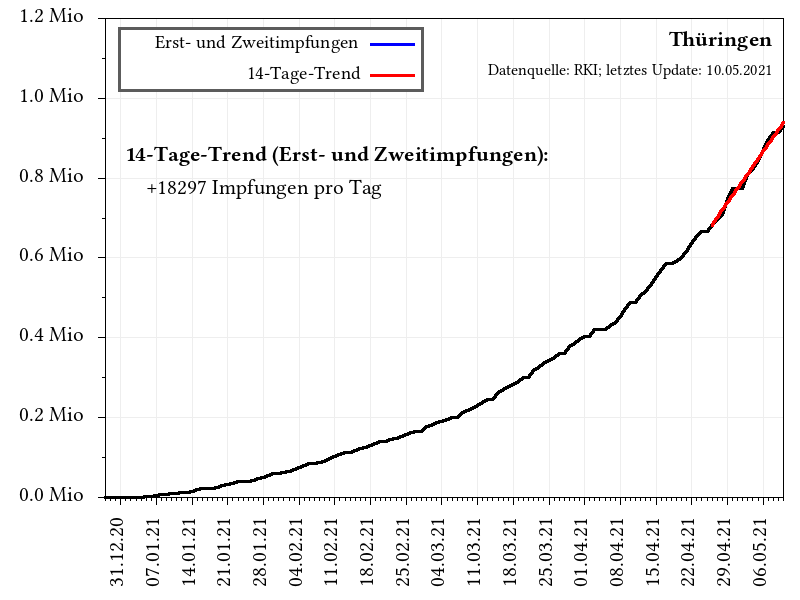 1.2 Mio
1.0 Mio
0.8 Mio
0.6 Mio
0.4 Mio
0.2 Mio
0.0 Mio
Erst- und Zweitimpfungen
14-Tage-Trend
Thüringen
Datenquelle: RKI; letztes Update: 10.05.2021
14-Tage-Trend (Erst- und Zweitimpfungen):
+18297 Impfungen pro Tag
31.12.20
07.01.21
14.01.21
21.01.21
28.01.21
04.02.21
11.02.21
18.02.21
25.02.21
04.03.21
11.03.21
18.03.21
25.03.21
01.04.21
08.04.21
15.04.21
22.04.21
29.04.21
06.05.21